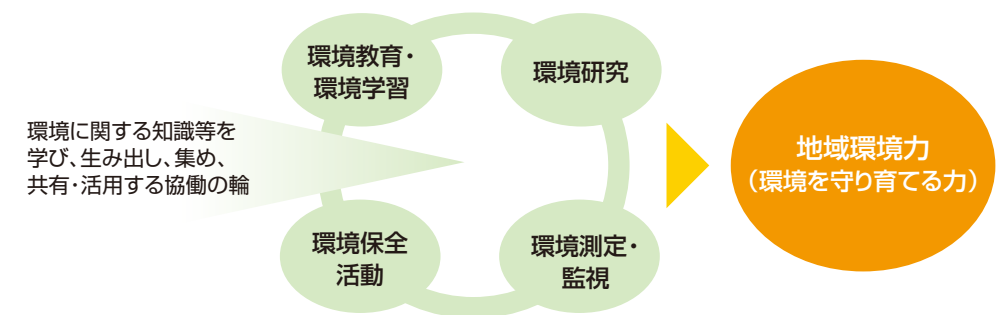 環境教育・
環境学習
環境研究
環境に関する知識等を
学び、生み出し、集め、
共有・活用する協働の輪
環境保全
活動
環境測定・
監視
地域環境力
（環境を守り育てる力）